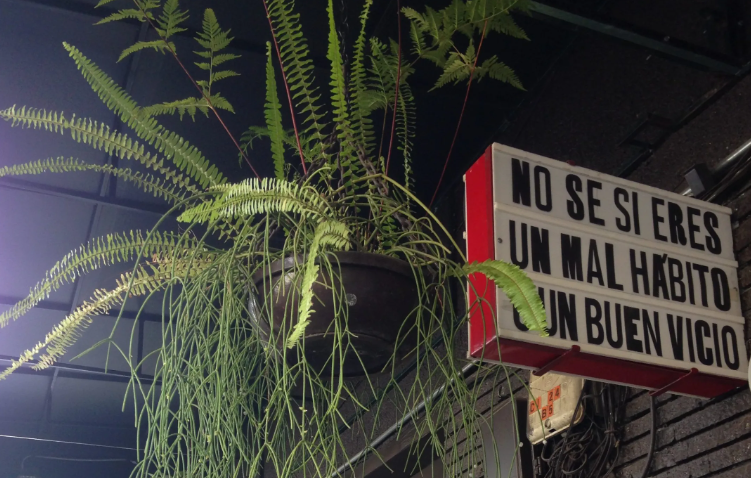 NO SE SI ERES
UN MAL HÁBITO
UN BUEN VICIO